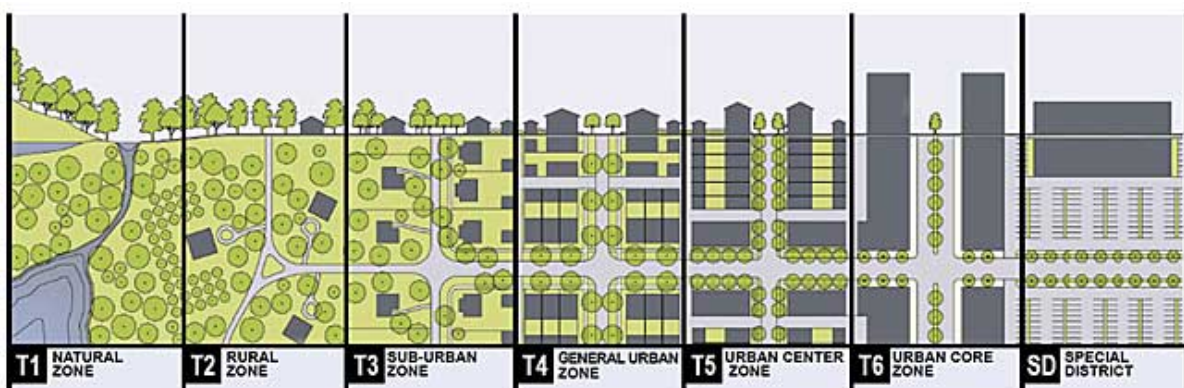 T1 NATURAL
ZONE
T2 RURAL
ZONE
T3 SUB-URBAN
ZONE
T4 GENERAL URBAN
ZONE
T5 URBAN CENTER
ZONE
T6 URBAN CORE
ZONE
SD SPECIAL
DISTRICT